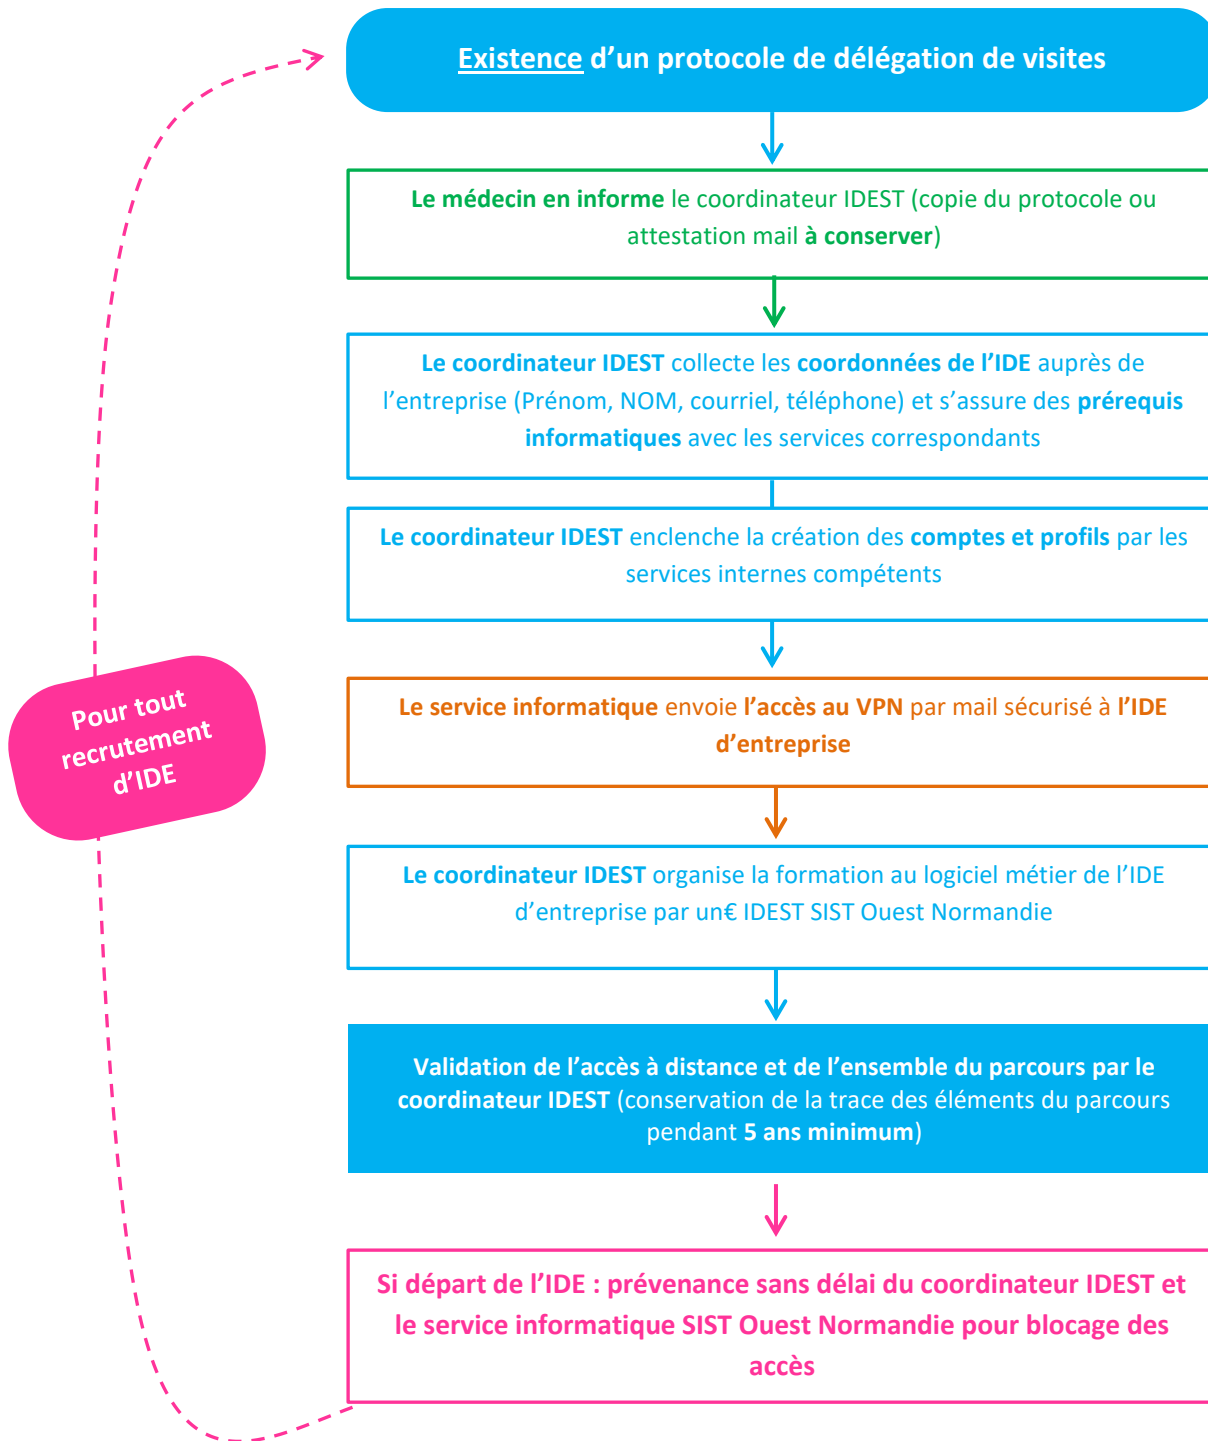 Existence d’un protocole de délégation de visites
Le médecin en informe le coordinateur IDEST (copie du protocole ou
attestation mail à conserver)
Le coordinateur IDEST collecte les coordonnées de l’IDE auprès de
l’entreprise (Prénom, NOM, courriel, téléphone) et s’assure des prérequis
informatiques avec les services correspondants
Le coordinateur IDEST enclenche la création des comptes et profils par les
services internes compétents
Pour tout
recrutement
d’IDE
Le service informatique envoie l’accès au VPN par mail sécurisé à l’IDE
d’entreprise
Le coordinateur IDEST organise la formation au logiciel métier de l’IDE
d’entreprise par un€ IDEST SIST Ouest Normandie
Validation de l’accès à distance et de l’ensemble du parcours par le
coordinateur IDEST (conservation de la trace des éléments du parcours
pendant 5 ans minimum)
Si départ de l’IDE : prévenance sans délai du coordinateur IDEST et
le service informatique SIST Ouest Normandie pour blocage des
accès